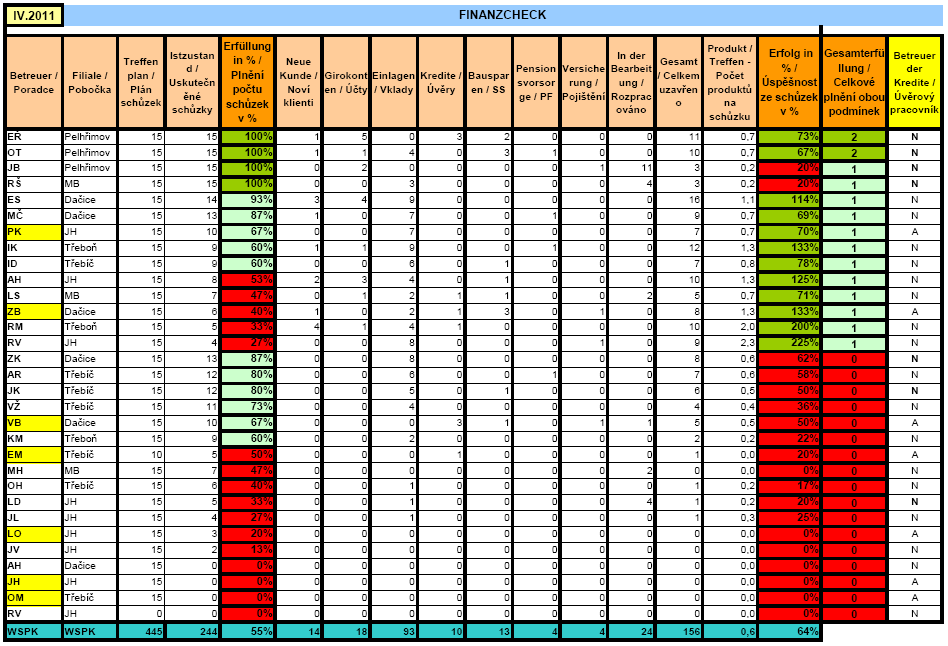 IV.2011 FINANZCHECK
Betreuer / Poradce | Filiale / Pobočka | Treffen plan / Plán schůzek | Istzustand / Uskutečněné schůzky | Erfüllung in % / Plnění počtu schůzek v % | Neue Kunde / Noví klienti | Girokonten / Účty | Einlagen / Vklady | Kredite / Úvěry | Bausparen / SS | Pensionsvorsorge / PF | Versicherung / Pojištění | In der Bearbeitung / Rozpracováno | Gesamt / Celkem uzavřeno | Produkt / Treffen - Počet produktů na schůzku | Erfolg in % / Úspěšnost ze schůzek v % | Gesamterfüllung / Celkové plnění obou podmínek | Betreuer der Kredite / Úvěrový pracovník
EŘ Pelhřimov 15 15 100% 1 5 0 3 2 0 0 0 11 0,7 73% 2 N
OT Pelhřimov 15 15 100% 1 1 4 0 3 1 0 0 10 0,7 67% 2 N
JB Pelhřimov 15 15 100% 0 2 0 0 0 0 1 11 3 0,2 20% 1 N
RŠ MB 15 15 100% 0 0 3 0 0 0 0 4 3 0,2 20% 1 N
ES Dačice 15 14 93% 3 4 9 0 0 0 0 0 16 1,1 114% 1 N
MČ Dačice 15 13 87% 1 0 7 0 0 1 0 0 9 0,7 69% 1 N
PK JH 15 10 67% 0 0 7 0 0 0 0 0 7 0,7 70% 1 A
IK Třeboň 15 9 60% 1 1 9 0 0 1 0 0 12 1,3 133% 1 N
ID Třebíč 15 9 60% 0 0 6 0 1 0 0 0 7 0,8 78% 1 N
AH JH 15 8 53% 2 3 4 0 1 0 0 0 10 1,3 125% 1 N
LS MB 15 7 47% 0 1 2 1 1 0 0 2 5 0,7 71% 1 N
ZB Dačice 15 6 40% 1 0 2 1 3 0 1 0 8 1,3 133% 1 A
RM Třeboň 15 5 33% 4 1 4 1 0 0 0 0 10 2,0 200% 1 N
RV JH 15 4 27% 0 0 8 0 0 0 1 0 9 2,3 225% 1 N
ZK Dačice 15 13 87% 0 0 8 0 0 0 0 0 8 0,6 62% 0 N
AR Třebíč 15 12 80% 0 0 6 0 0 1 0 0 7 0,6 58% 0 N
JK Třebíč 15 12 80% 0 0 5 0 1 0 0 0 6 0,5 50% 0 N
VŽ Třebíč 15 11 73% 0 0 4 0 0 0 0 0 4 0,4 36% 0 N
VB Dačice 15 10 67% 0 0 0 3 1 0 1 1 5 0,5 50% 0 A
KM Třeboň 15 9 60% 0 0 2 0 0 0 0 0 2 0,2 22% 0 N
EM Třebíč 10 5 50% 0 0 0 1 0 0 0 0 1 0,0 20% 0 A
MH MB 15 7 47% 0 0 0 0 0 0 0 2 0 0,0 0% 0 N
OH Třebíč 15 6 40% 0 0 1 0 0 0 0 0 1 0,2 17% 0 N
LD JH 15 5 33% 0 0 1 0 0 0 0 4 1 0,2 20% 0 N
JL JH 15 4 27% 0 0 1 0 0 0 0 0 1 0,3 25% 0 N
LO JH 15 3 20% 0 0 0 0 0 0 0 0 0 0,0 0% 0 A
JV JH 15 2 13% 0 0 0 0 0 0 0 0 0 0,0 0% 0 N
AH Dačice 15 0 0% 0 0 0 0 0 0 0 0 0 0,0 0% 0 N
JH JH 15 0 0% 0 0 0 0 0 0 0 0 0 0,0 0% 0 A
OM Třebíč 15 0 0% 0 0 0 0 0 0 0 0 0 0,0 0% 0 A
RV JH 0 0 0% 0 0 0 0 0 0 0 0 0 0,0 0% 0 N
WSPK WSPK 445 244 55% 14 18 93 10 13 4 4 24 156 0,6 64%